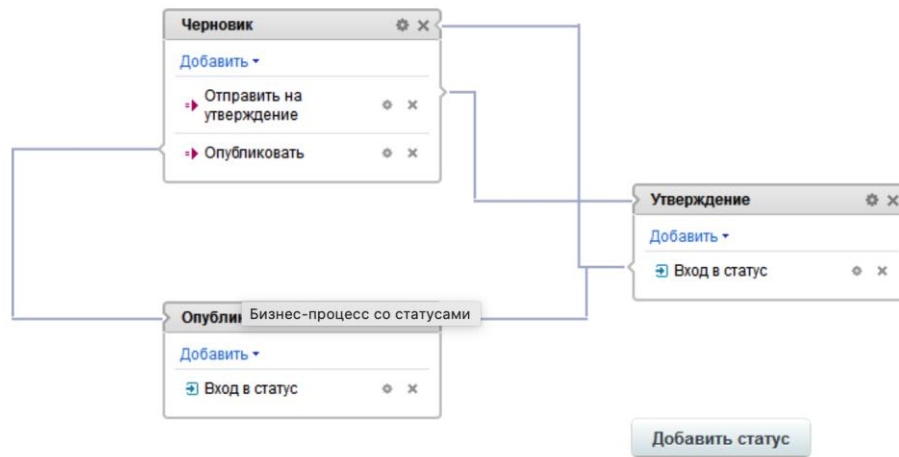 Черновик
Добавить
Отправить на
утверждение
Опубликовать
Утверждение
Добавить
Вход в статус
Бизнес-процесс со статусами
Добавить
Вход в статус
Добавить статус